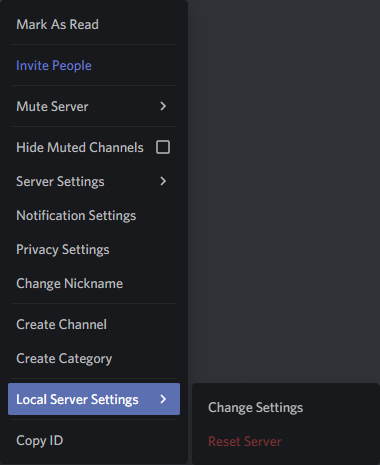 Mark As Read
Invite People
Mute Server
Hide Muted Channels
Server Settings
Notification Settings
Privacy Settings
Change Nickname
Create Channel
Create Category
Local Server Settings
Change Settings
Reset Server
Copy ID